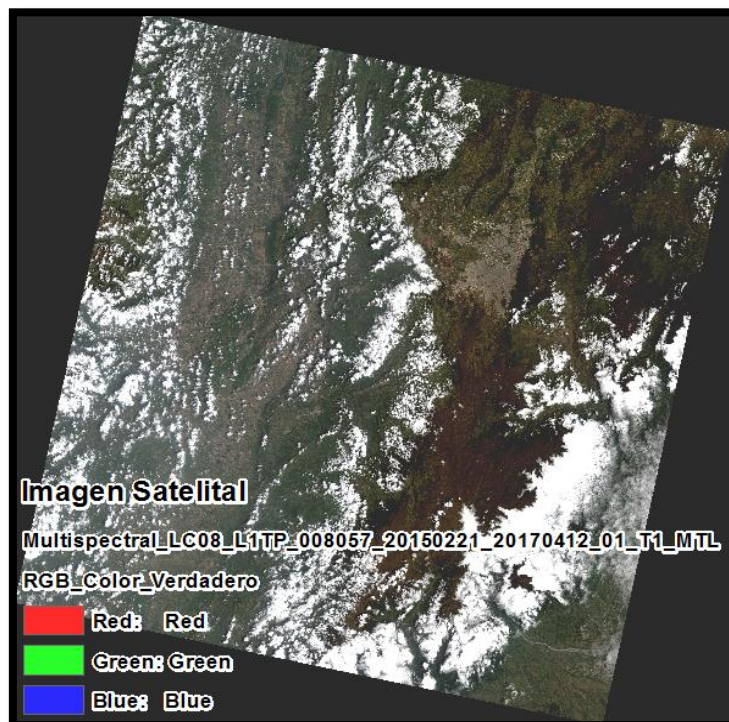 Imagen Satelital
Multispectral_LC08_L1TP_008057_20150221_20170412_01_T1_MTL
RGB_Color_Verdadero
Red: Red
Green: Green
Blue: Blue